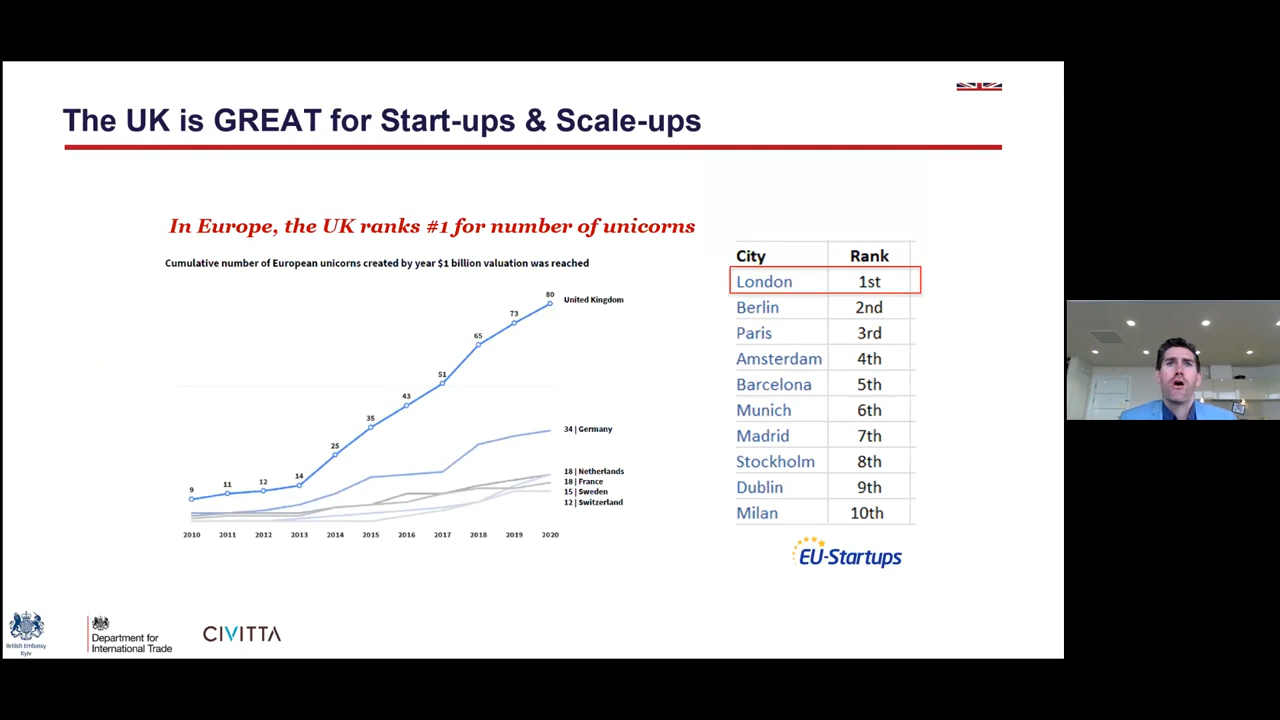 The UK is GREAT for Start-ups & Scale-ups
In Europe, the UK ranks #1 for number of unicorns
Cumulative number of European unicorns created by year $1 billion valuation was reached
80
United Kingdom
73
65
51
43
35
25
14
12
11
9
34 | Germany
18 | Netherlands
18 | France
15 | Sweden
12 | Switzerland
2010 2011 2012 2013 2014 2015 2016 2017 2018 2019 2020
City Rank
London 1st
Berlin 2nd
Paris 3rd
Amsterdam 4th
Barcelona 5th
Munich 6th
Madrid 7th
Stockholm 8th
Dublin 9th
Milan 10th
EU-Startups
British Embassy
Kyiv
Department for
International Trade
CIVITTA